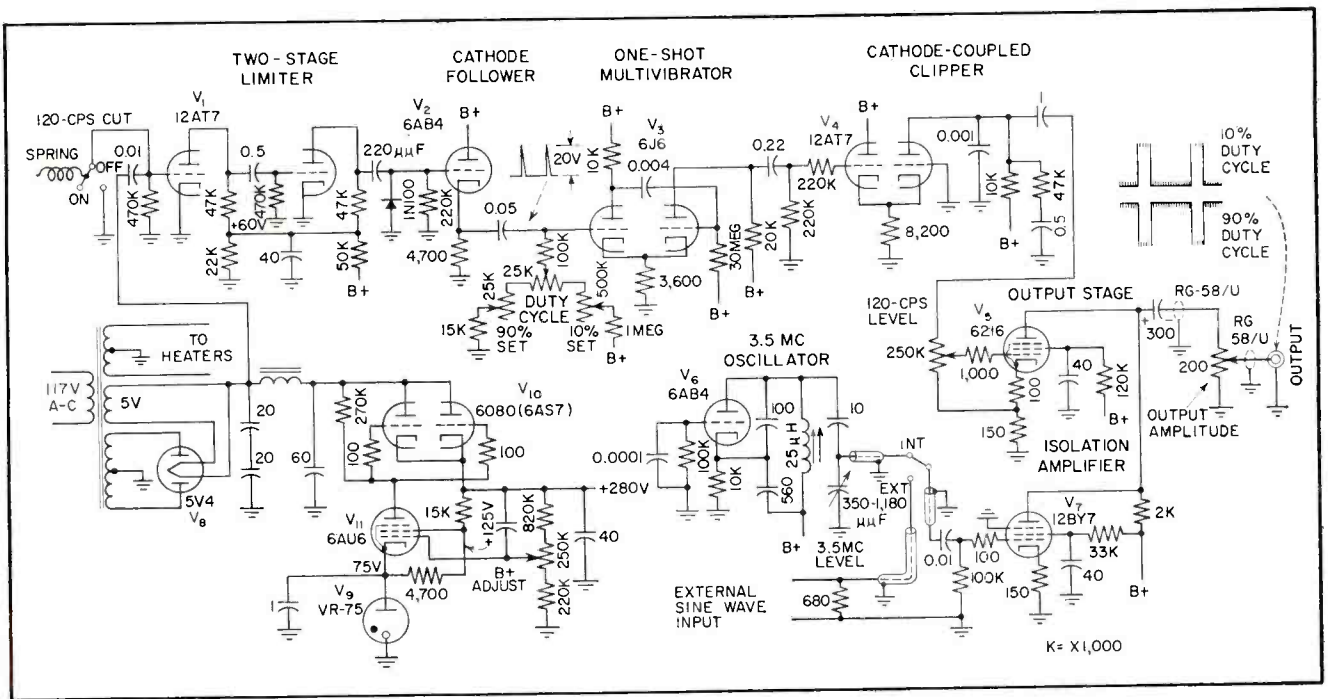 TWO-STAGE
LIMITER
CATHODE
FOLLOWER
ONE-SHOT
MULTIVIBRATOR
CATHODE-COUPLED
CLIPPER
120-CPS CUT
SPRING
OFF
ON
0.01
470K
V1
12AT7
47K
+60V
22K
0.5
470K
40
47K
50K
B+
220
μμF
1N100
220K
V2
6AB4
B+
4,700
0.05
20V
100K
25K
DUTY
CYCLE
25K
15K
90%
SET
500K
10%
SET
1 MEG
B+
B+
10K
V3
6J6
0.004
3,600
30MEG
B+
0.22
20K
B+
220K
220K
V4
12AT7
B+
8,200
0.001
10K
B+
1
47K
0.5
10%
DUTY
CYCLE
90%
DUTY
CYCLE
120-CPS
LEVEL
250K
OUTPUT STAGE
V5
6216
1,000
100
150
40
120K
B+
300
+
RG-58/U
RG
58/U
200
OUTPUT
AMPLITUDE
OUTPUT
TO
HEATERS
117V
A-C
5V
5V4
V8
20
20
60
270K
100
V10
6080(6AS7)
100
+280V
V11
6AU6
15K
+125V
820K
250K
220K
40
75V
4,700
B+
ADJUST
1
V9
VR-75
3.5 MC
OSCILLATOR
V6
6AB4
0.0001
100K
10K
100
560
25μH
B+
10
350-1,180
μμF
3.5MC
LEVEL
INT
EXT
EXTERNAL
SINE WAVE
INPUT
680
0.01
100K
100
ISOLATION
AMPLIFIER
V7
12BY7
150
40
33K
2K
B+
K= X1,000